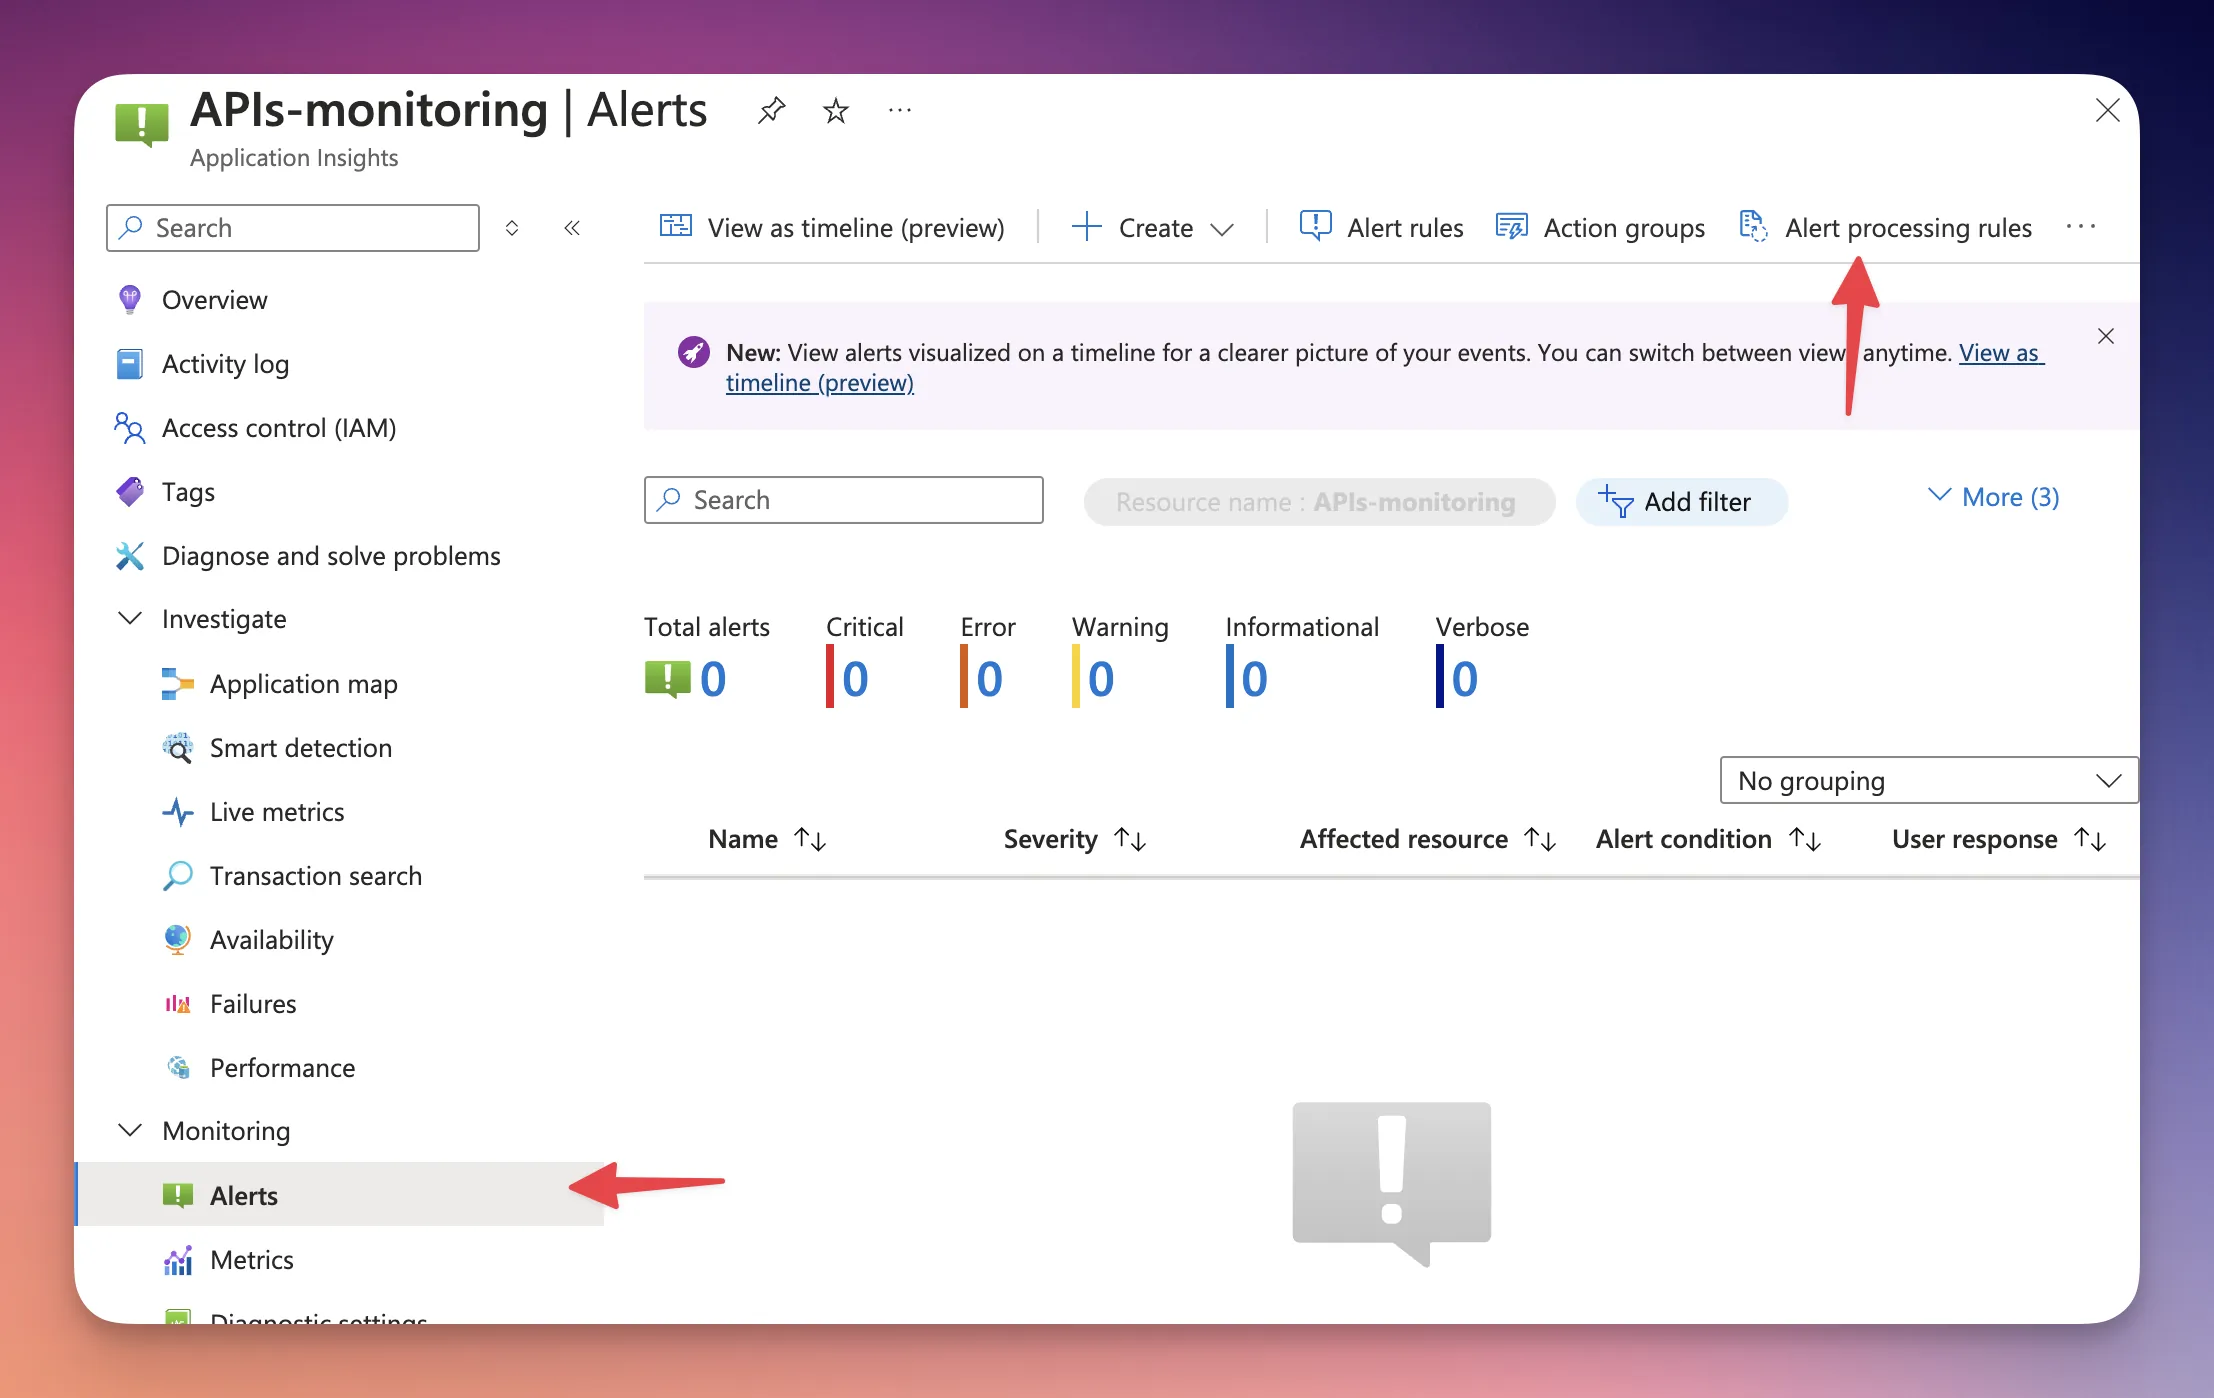 APIs-monitoring | Alerts
Application Insights
Search
View as timeline (preview)
Create
Alert rules
Action groups
Alert processing rules
Overview
Activity log
Access control (IAM)
Tags
Diagnose and solve problems
Investigate
Application map
Smart detection
Live metrics
Transaction search
Availability
Failures
Performance
Monitoring
Alerts
Metrics
Diagnostic settings
New: View alerts visualized on a timeline for a clearer picture of your events. You can switch between view anytime. View as
timeline (preview)
Search
Resource name : APIs-monitoring
Add filter
More (3)
Total alerts Critical Error Warning Informational Verbose
0 0 0 0 0 0
No grouping
Name Severity Affected resource Alert condition User response